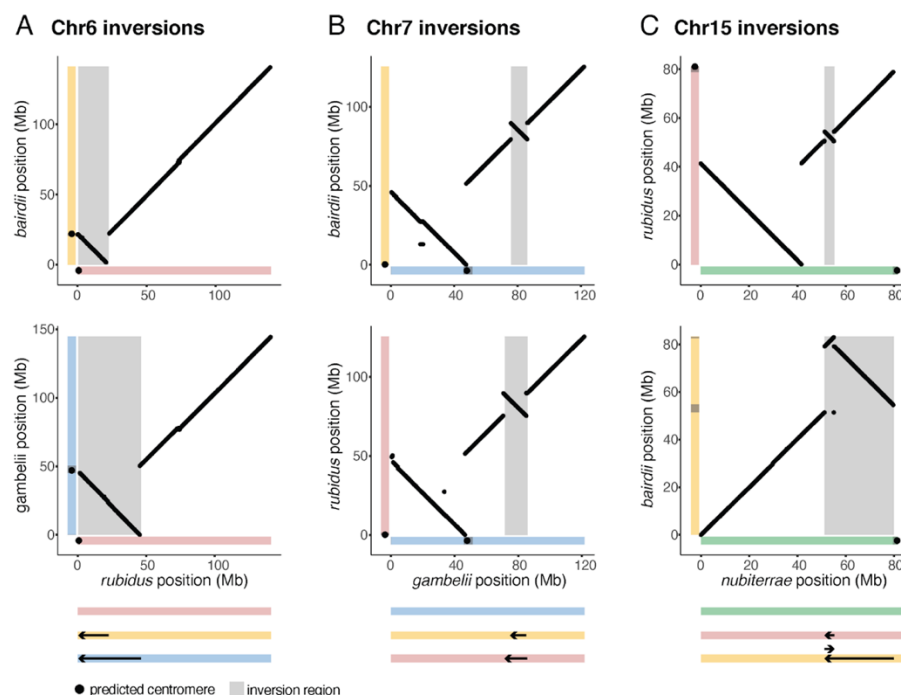 A Chr6 inversions
B Chr7 inversions
C Chr15 inversions
bairdii position (Mb)
100
50
0
0 50 100
bairdii position (Mb)
100
50
0
0 40 80 120
rubidus position (Mb)
80
60
40
20
0
0 20 40 60 80
gambelii position (Mb)
150
100
50
0
0 50 100
rubidus position (Mb)
rubidus position (Mb)
100
50
0
0 40 80 120
gambelii position (Mb)
bairdii position (Mb)
80
60
40
20
0
0 20 40 60 80
nubiterrae position (Mb)
predicted centromere inversion region